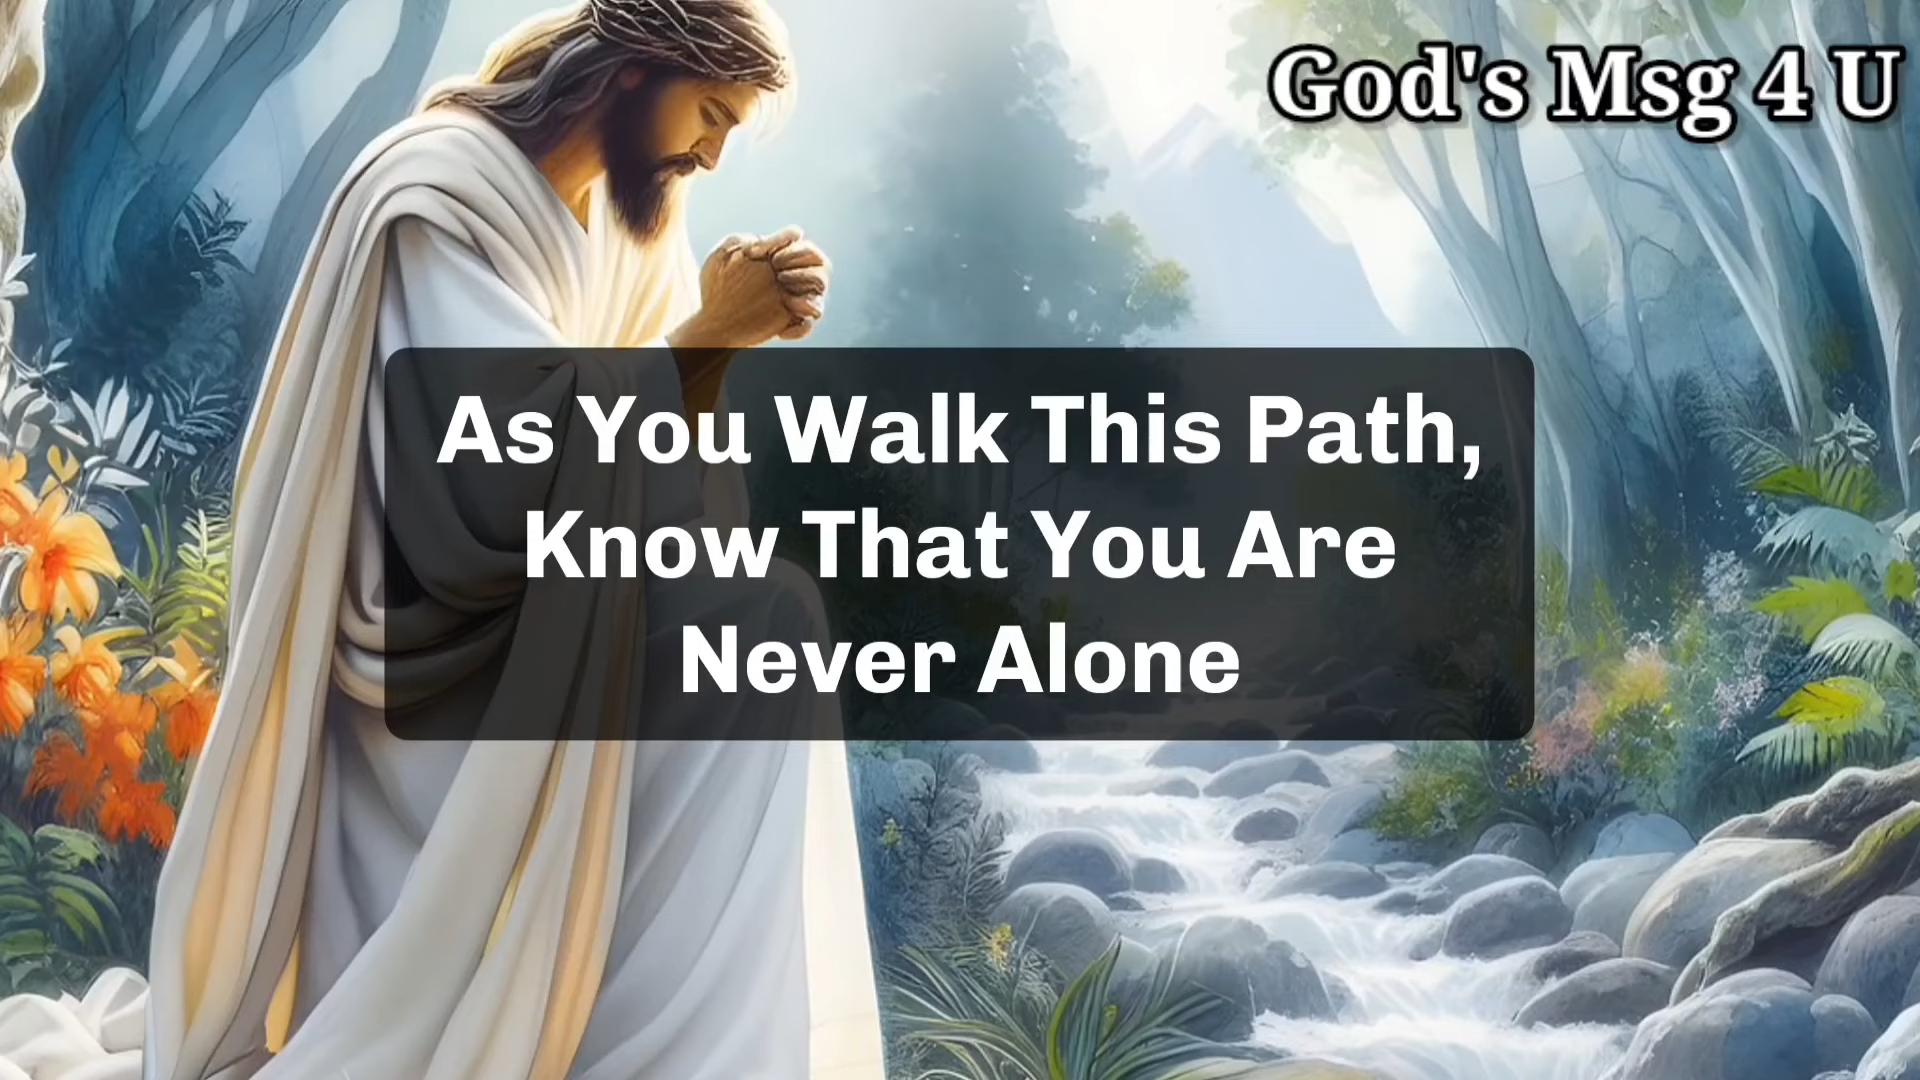 God's Msg 4 U
As You Walk This Path,
Know That You Are
Never Alone